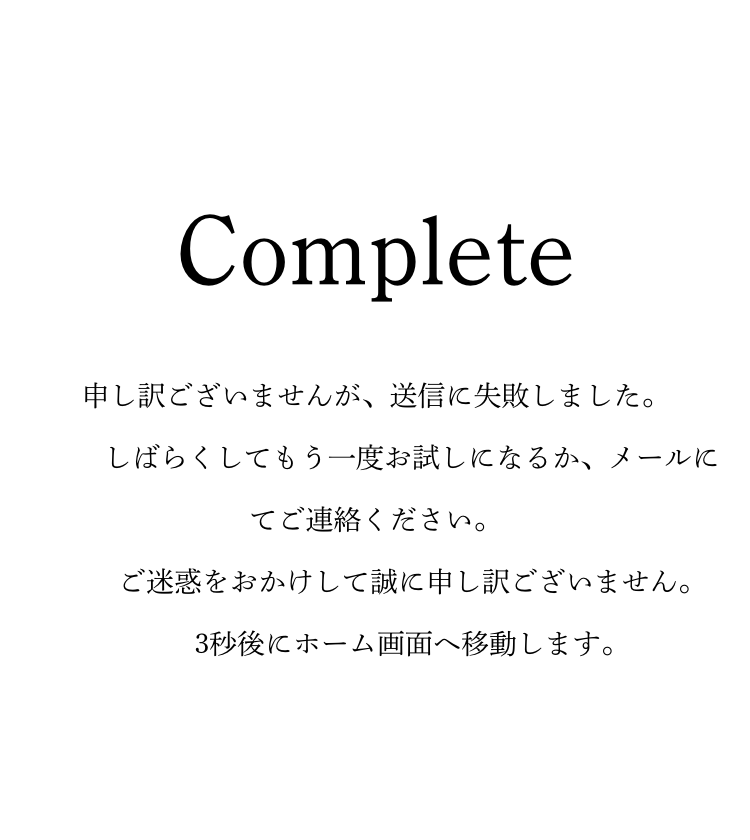 Complete
申し訳ございませんが、送信に失敗しました。
しばらくしてもう一度お試しになるか、メールに
てご連絡ください。
ご迷惑をおかけして誠に申し訳ございません。
3秒後にホーム画面へ移動します。